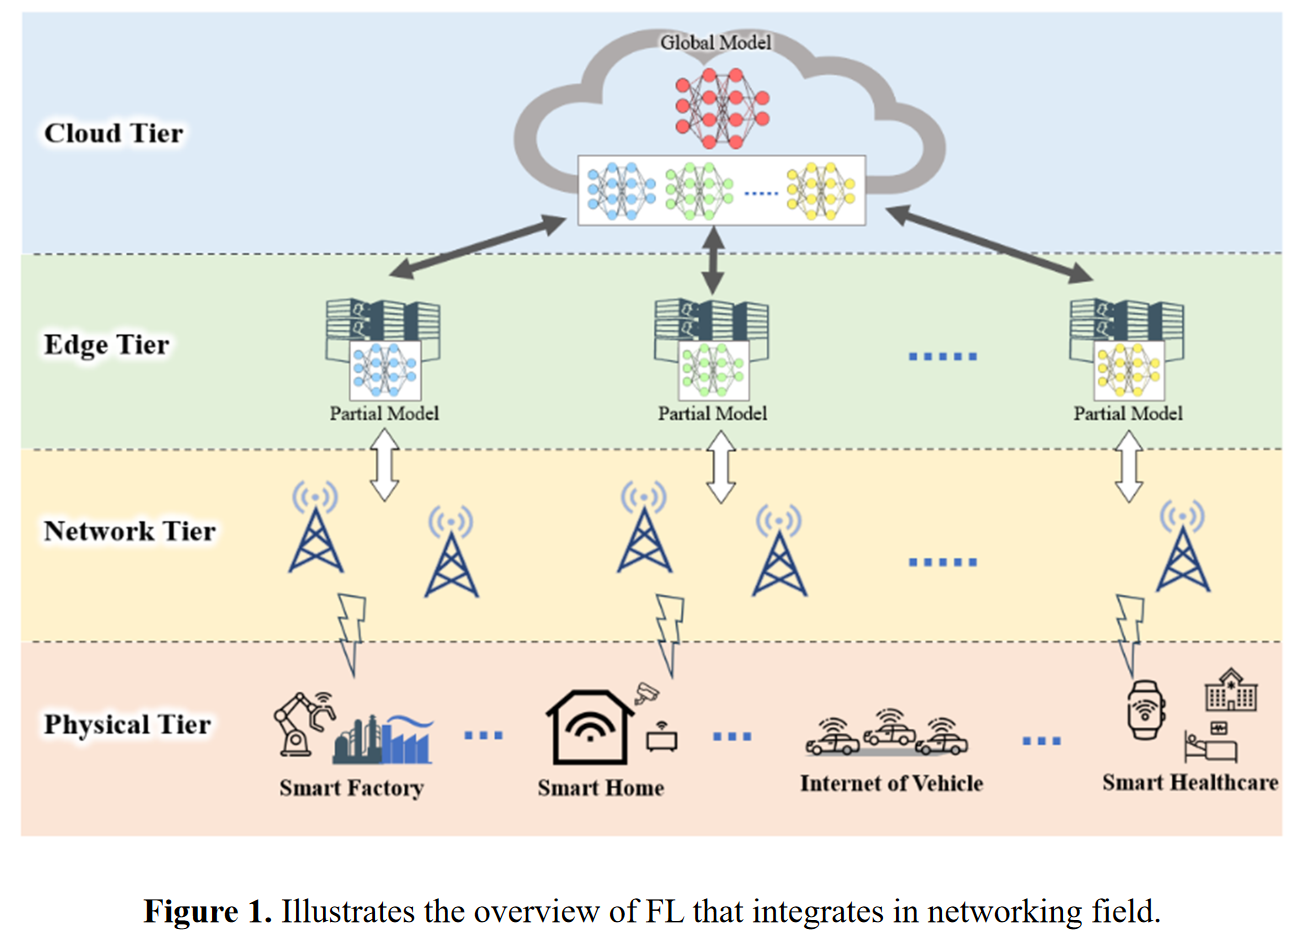 Global Model
Cloud Tier
Edge Tier
Partial Model
Partial Model
Partial Model
Network Tier
Physical Tier
Smart Factory
Smart Home
Internet of Vehicle
Smart Healthcare
Figure 1. Illustrates the overview of FL that integrates in networking field.